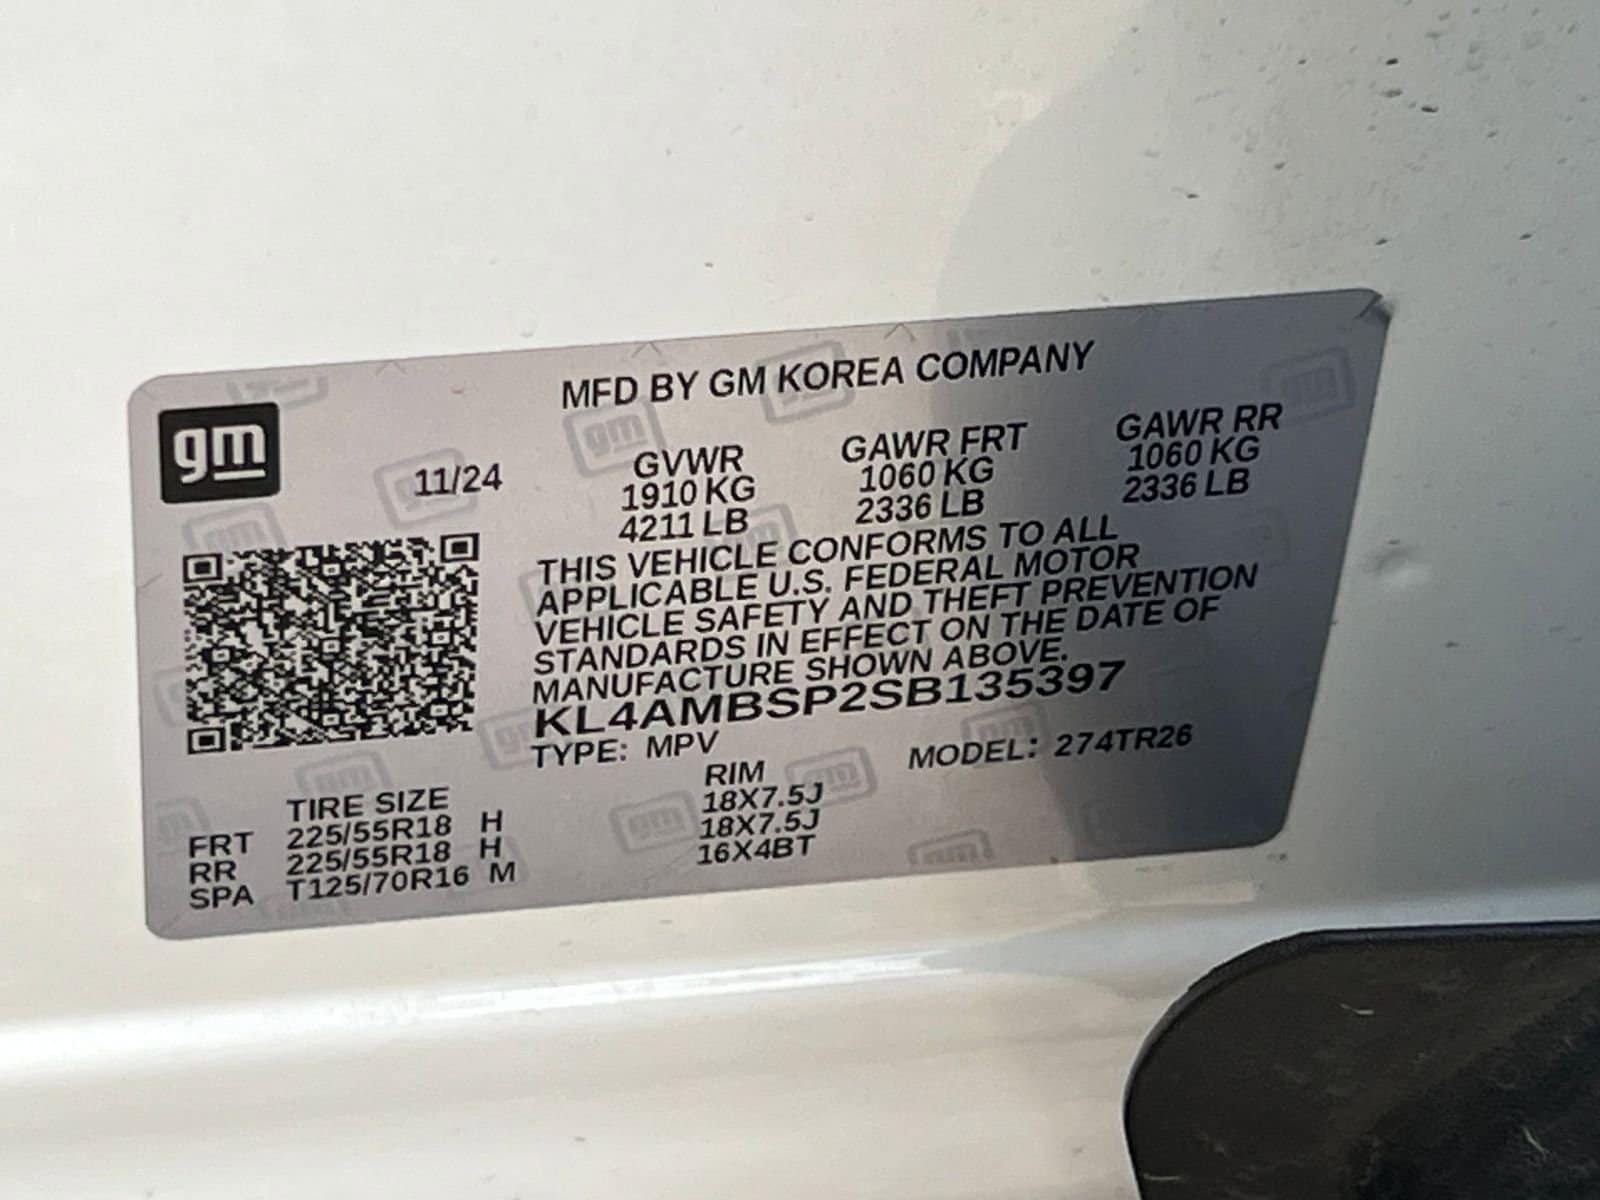 MFD BY GM KOREA COMPANY
gm
11/24
GVWR GAWR FRT GAWR RR
1910 KG 1060 KG 1060 KG
4211 LB 2336 LB 2336 LB
THIS VEHICLE CONFORMS TO ALL
APPLICABLE U.S. FEDERAL MOTOR
VEHICLE SAFETY AND THEFT PREVENTION
STANDARDS IN EFFECT ON THE DATE OF
MANUFACTURE SHOWN ABOVE.
KL4AMBSP2SB135397
TYPE: MPV MODEL: 274TR26
TIRE SIZE RIM
FRT 225/55R18 H 18X7.5J
RR 225/55R18 H 18X7.5J
SPA T125/70R16 M 16X4BT